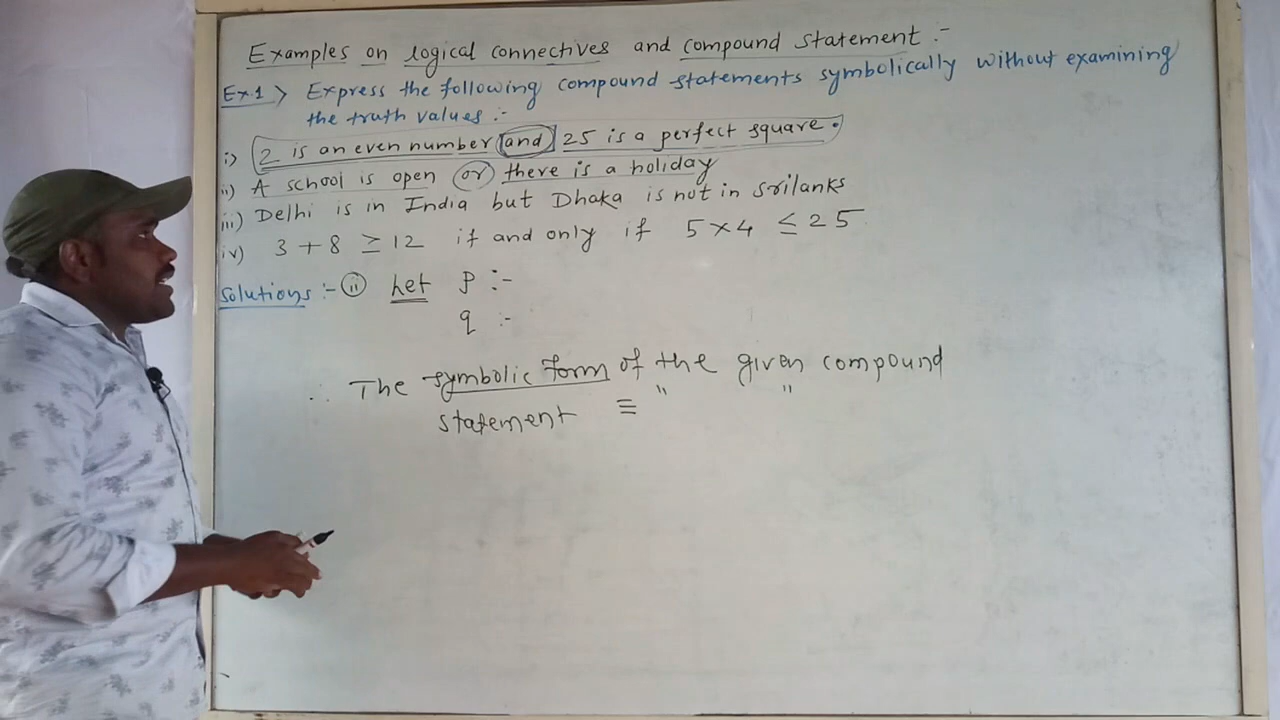 Examples on logical connectives and compound statement :-
Ex.1> Express the following compound statements symbolically without examining
the truth values :-
i) 2 is an even number and 25 is a perfect square.
ii) A school is open or there is a holiday
iii) Delhi is in India but Dhaka is not in Srilanks
iv) 3 + 8 ≥ 12 if and only if 5 × 4 ≤ 25
Solutions :- ii Let p :-
q :-
∴ The symbolic form of the given compound
statement ≡ " "